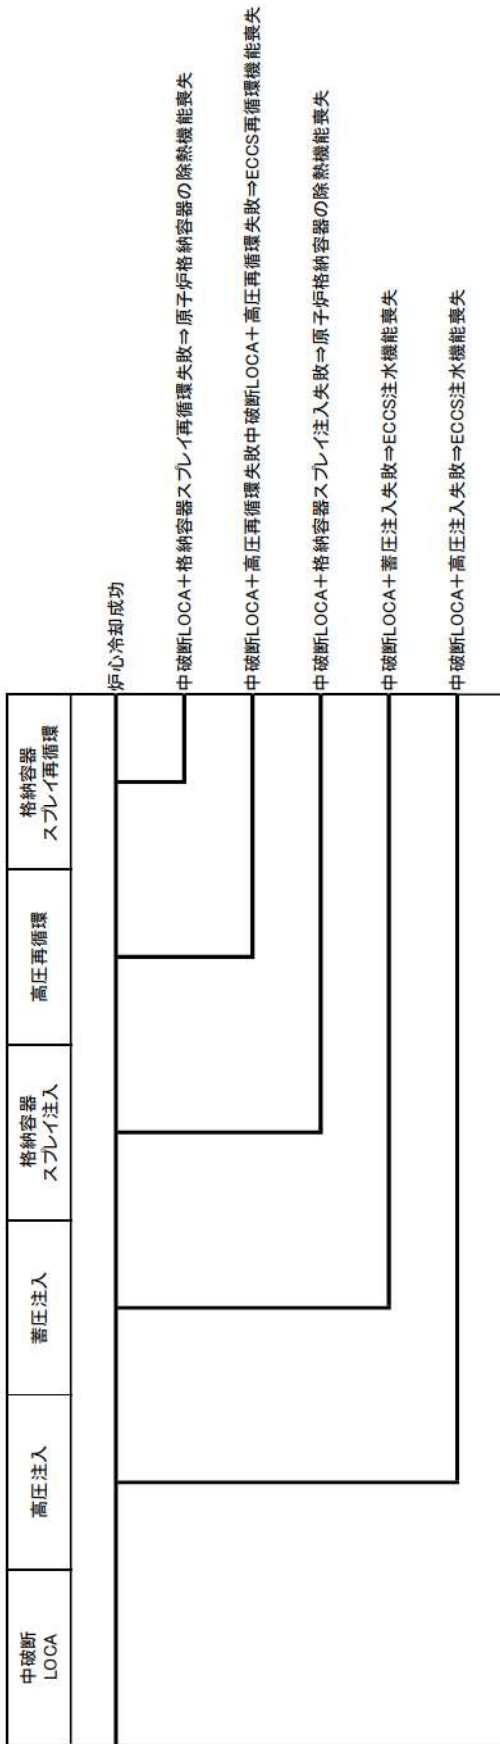 中破断
LOCA
高圧注入
蓄圧注入
格納容器
スプレイ注入
高圧再循環
格納容器
スプレイ再循環
炉心冷却成功
中破断LOCA＋格納容器スプレイ再循環失敗⇒原子炉格納容器の除熱機能喪失
中破断LOCA＋高圧再循環失敗中破断LOCA＋高圧再循環失敗⇒ECCS再循環機能喪失
中破断LOCA＋格納容器スプレイ注入失敗⇒原子炉格納容器の除熱機能喪失
中破断LOCA＋蓄圧注入失敗⇒ECCS注水機能喪失
中破断LOCA＋高圧注入失敗⇒ECCS注水機能喪失